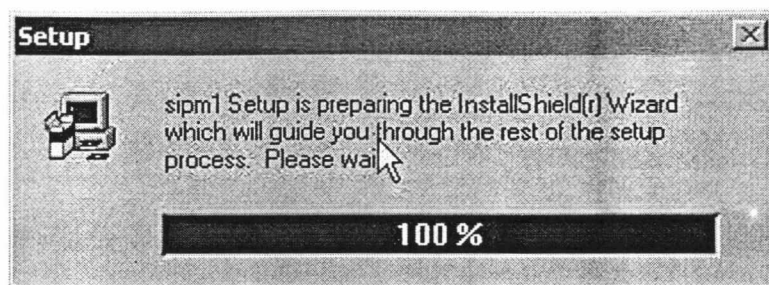 Setup
sipm1 Setup is preparing the InstallShield(r) Wizard
which will guide you through the rest of the setup
process. Please wai
100 %